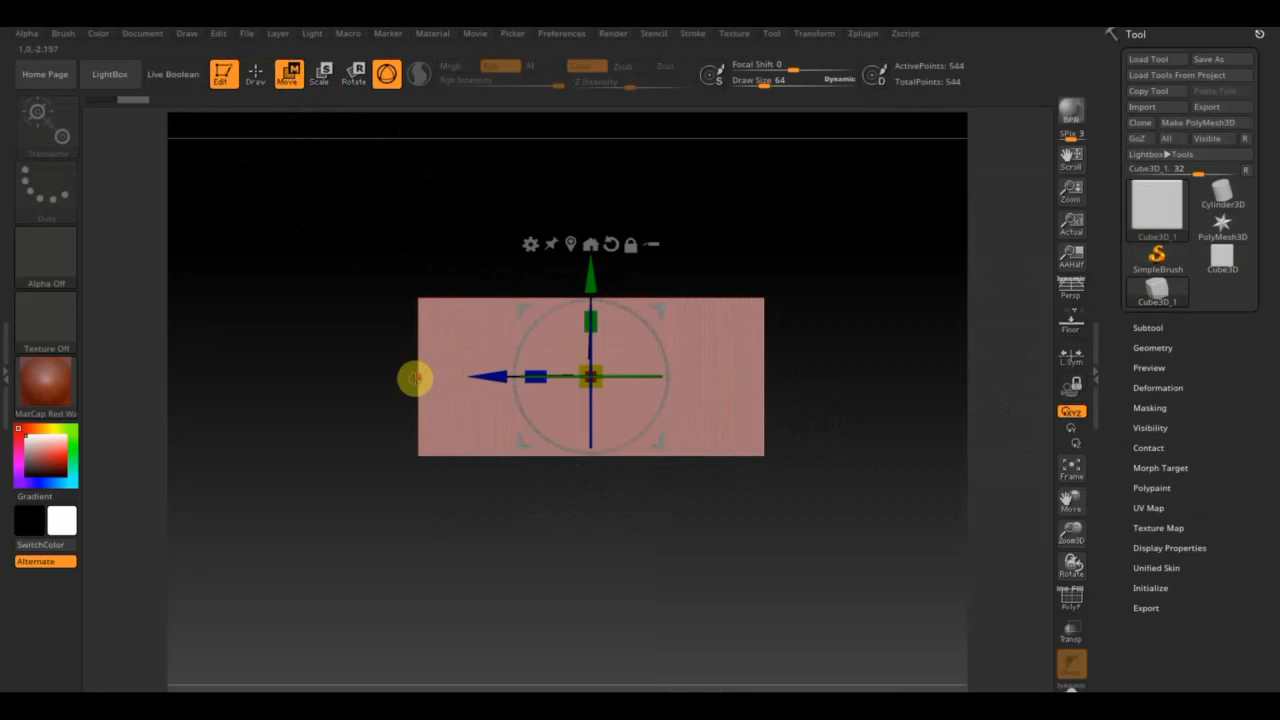 Alpha Brush Color Document Draw Edit File Layer Light Macro Marker Material Movie Picker Preferences Render Stencil Stroke Texture Tool Transform Zplugin Zscript
Tool
1,0,-2.197
Home Page LightBox Live Boolean Edit Draw Move Scale Rotate
Mrgb Rgb M
Rgb Intensity
Zadd Zsub Zcut
Z Intensity
S
Focal Shift 0
Draw Size 64
Dynamic
D
ActivePoints: 544
TotalPoints: 544
Load Tool Save As
Load Tools From Project
Copy Tool Paste Tool
Import Export
Clone Make PolyMesh3D
GoZ All Visible R
Lightbox▶Tools
Cube3D_1. 32 R
Cube3D_1
Cylinder3D
PolyMesh3D
SimpleBrush
Cube3D
Cube3D_1
Subtool
Geometry
Preview
Deformation
Masking
Visibility
Contact
Morph Target
Polypaint
UV Map
Texture Map
Display Properties
Unified Skin
Initialize
Export
Transpose
Dots
Alpha Off
Texture Off
MatCap Red Wa
Gradient
SwitchColor
Alternate
BPR
SPix 3
Scroll
Zoom
Actual
AAHalf
Dynamic
Persp
Floor
L.Sym
XYZ
Frame
Move
Zoom3D
Rotate
PolyF
Transp
Dynamic